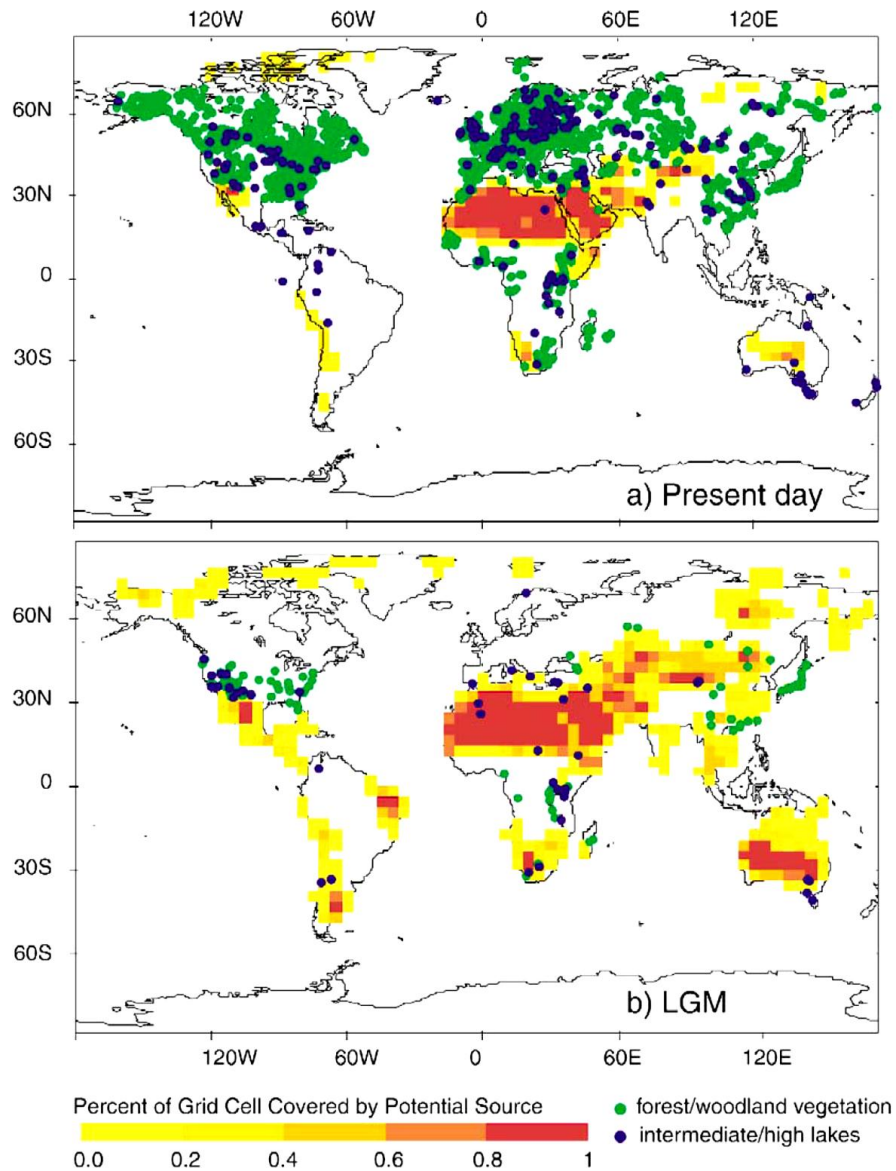 120W 60W 0 60E 120E
60N
30N
0
30S
60S
a) Present day
60N
30N
0
30S
60S
b) LGM
120W 60W 0 60E 120E
Percent of Grid Cell Covered by Potential Source
0.0 0.2 0.4 0.6 0.8 1
forest/woodland vegetation
intermediate/high lakes